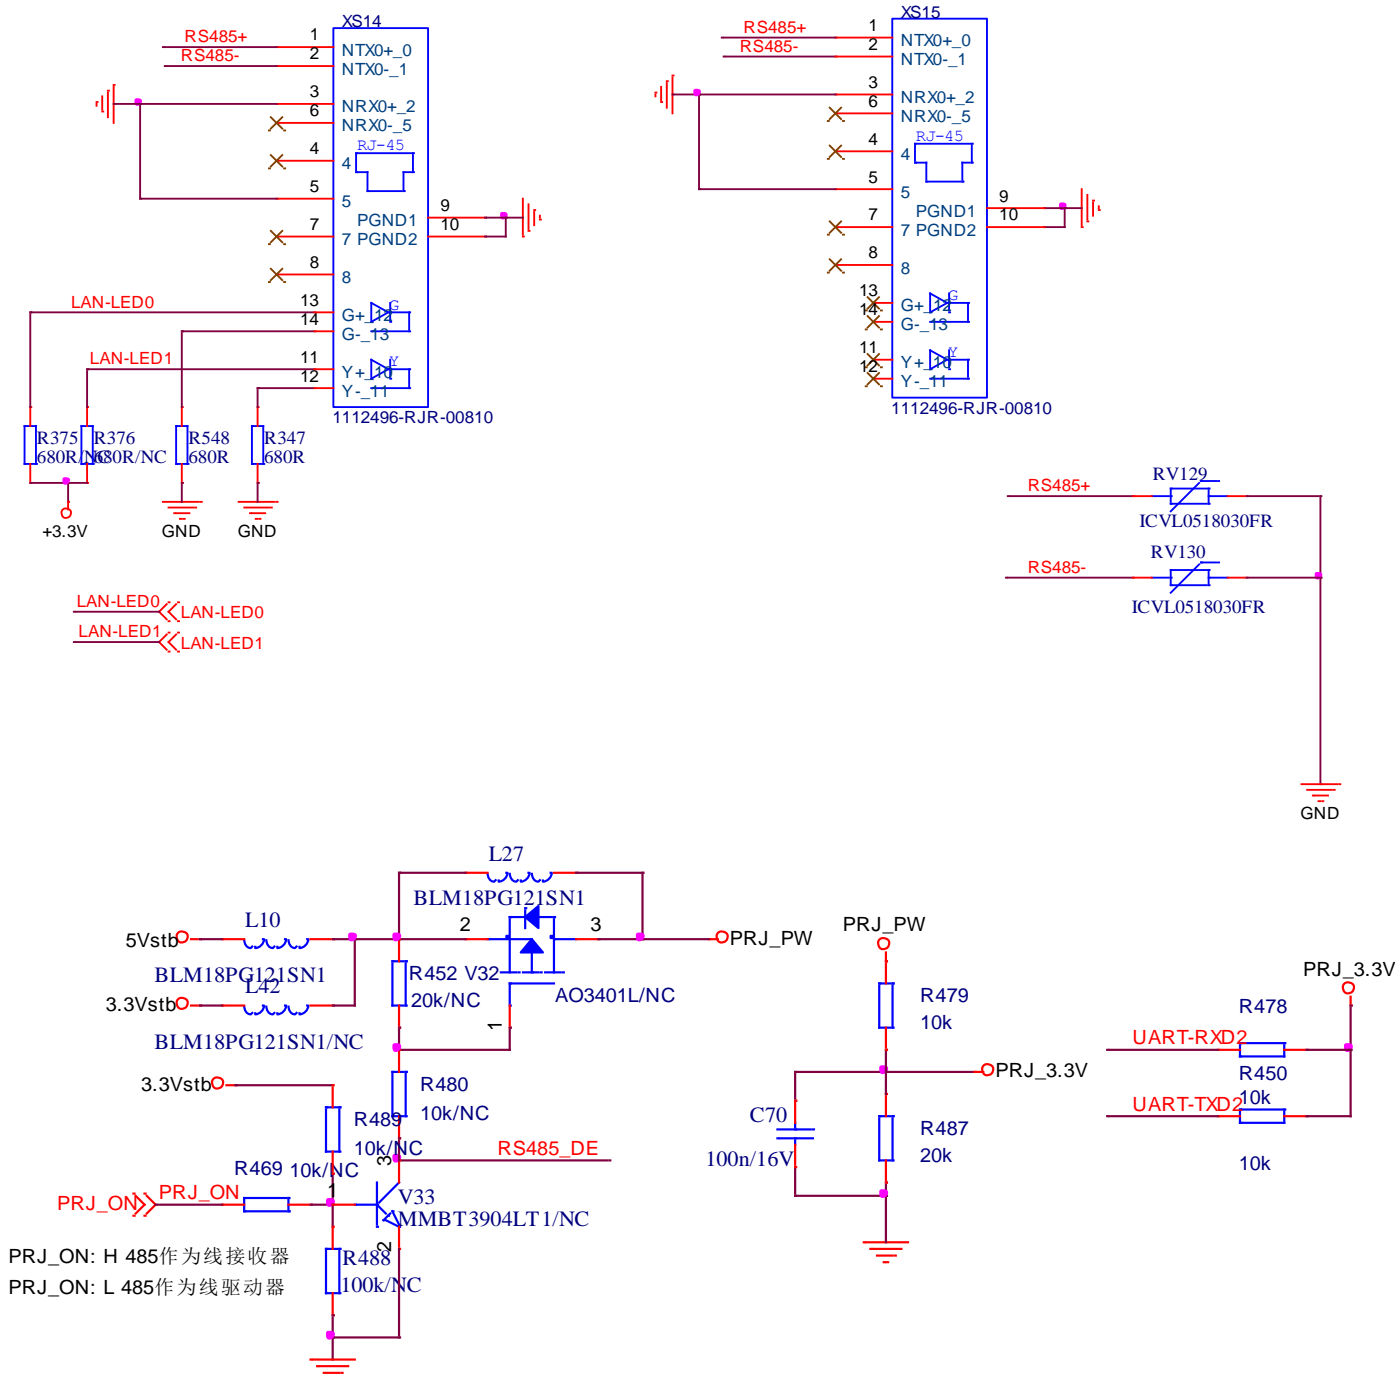 XS14
RS485+
1
NTX0+_0
RS485-
2
NTX0-_1
3
NRX0+_2
6
NRX0-_5
RJ-45
4
4
5
5
9
PGND1
10
7
7
PGND2
8
8
LAN-LED0
13
G+_12
G
14
G-_13
LAN-LED1
11
Y+_10
Y
12
Y-_11
1112496-RJR-00810
R375
680R/NC
R376
680R/NC
R548
680R
R347
680R
+3.3V
GND
GND
LAN-LED0
LAN-LED0
LAN-LED1
LAN-LED1
XS15
RS485+
1
NTX0+_0
RS485-
2
NTX0-_1
3
NRX0+_2
6
NRX0-_5
RJ-45
4
4
5
5
9
PGND1
10
7
7
PGND2
8
8
13
G+_12
G
14
G-_13
11
Y+_10
Y
12
Y-_11
1112496-RJR-00810
RV129
RS485+
ICVL0518030FR
RV130
RS485-
ICVL0518030FR
GND
L27
BLM18PG121SN1
L10
5Vstb
BLM18PG121SN1
2
3
PRJ_PW
L42
3.3Vstb
BLM18PG121SN1/NC
R452
20k/NC
V32
AO3401L/NC
1
3.3Vstb
R480
10k/NC
R489
10k/NC
3
RS485_DE
R469
10k/NC
PRJ_ON
PRJ_ON
1
V33
MMBT3904LT1/NC
2
R488
100k/NC
PRJ_ON: H 485作为线接收器
PRJ_ON: L 485作为线驱动器
PRJ_PW
R479
10k
PRJ_3.3V
C70
100n/16V
R487
20k
PRJ_3.3V
R478
UART-RXD2
R450
10k
UART-TXD2
10k